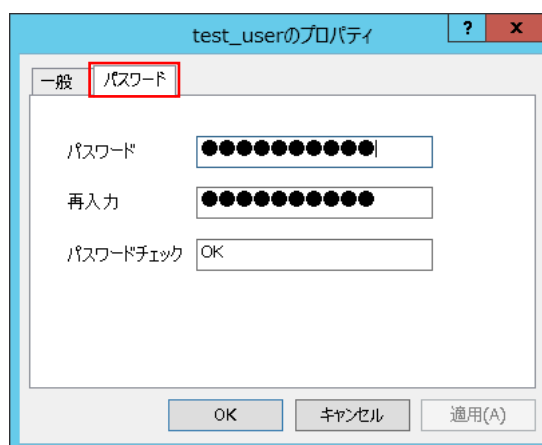 test_userのプロパティ ? x
一般 パスワード
パスワード ●●●●●●●●●●
再入力 ●●●●●●●●●●
パスワードチェック OK
OK キャンセル 適用(A)